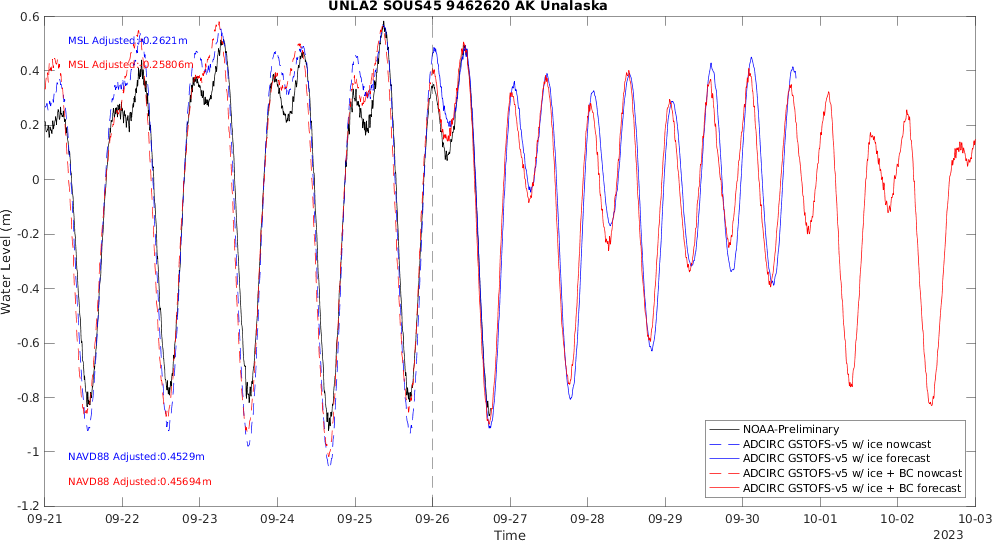 UNLA2 SOUS45 9462620 AK Unalaska
0.6
0.4
0.2
0
-0.2
-0.4
-0.6
-0.8
-1
-1.2
Water Level (m)
MSL Adjusted:0.2621m
MSL Adjusted:0.25806m
NAVD88 Adjusted:0.4529m
NAVD88 Adjusted:0.45694m
NOAA-Preliminary
ADCIRC GSTOFS-v5 w/ ice nowcast
ADCIRC GSTOFS-v5 w/ ice forecast
ADCIRC GSTOFS-v5 w/ ice + BC nowcast
ADCIRC GSTOFS-v5 w/ ice + BC forecast
09-21 09-22 09-23 09-24 09-25 09-26 09-27 09-28 09-29 09-30 10-01 10-02 10-03
Time
2023